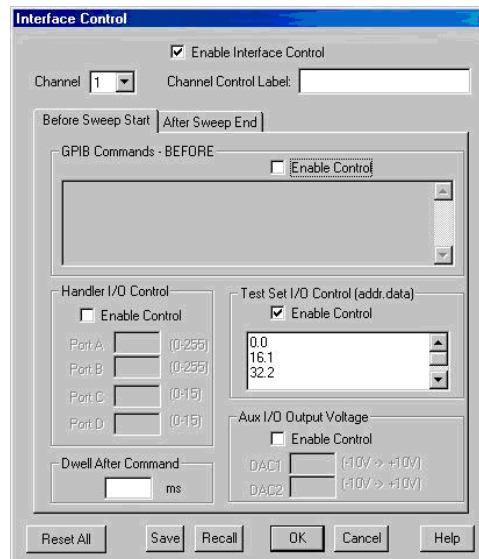 Interface Control
Enable Interface Control
Channel 1 Channel Control Label:
Before Sweep Start After Sweep End
GPIB Commands - BEFORE
Enable Control
Handler I/O Control
Enable Control
Port A (0-255)
Port B (0-255)
Port C (0-15)
Port D (0-15)
Test Set I/O Control (addr.data)
Enable Control
0.0
16.1
32.2
Aux I/O Output Voltage
Enable Control
DAC1 (-10V -> +10V)
DAC2 (-10V -> +10V)
Dwell After Command
ms
Reset All Save Recall OK Cancel Help